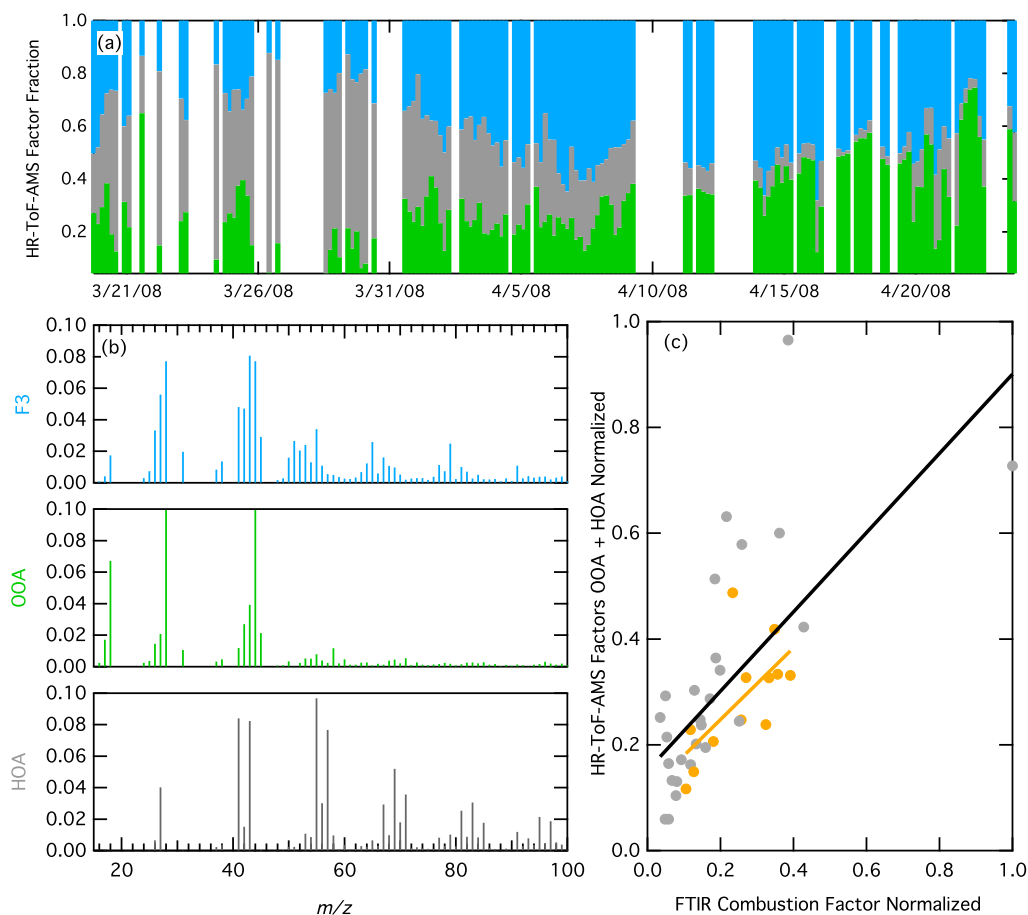 (a)
HR-ToF-AMS Factor Fraction
1.0
0.8
0.6
0.4
0.2
3/21/08 3/26/08 3/31/08 4/5/08 4/10/08 4/15/08 4/20/08
(b)
F3
0.10
0.08
0.06
0.04
0.02
0.00
OOA
0.10
0.08
0.06
0.04
0.02
0.00
HOA
0.10
0.08
0.06
0.04
0.02
0.00
20 40 60 80 100
m/z
(c)
HR-ToF-AMS Factors OOA + HOA Normalized
1.0
0.8
0.6
0.4
0.2
0.0
0.0 0.2 0.4 0.6 0.8 1.0
FTIR Combustion Factor Normalized